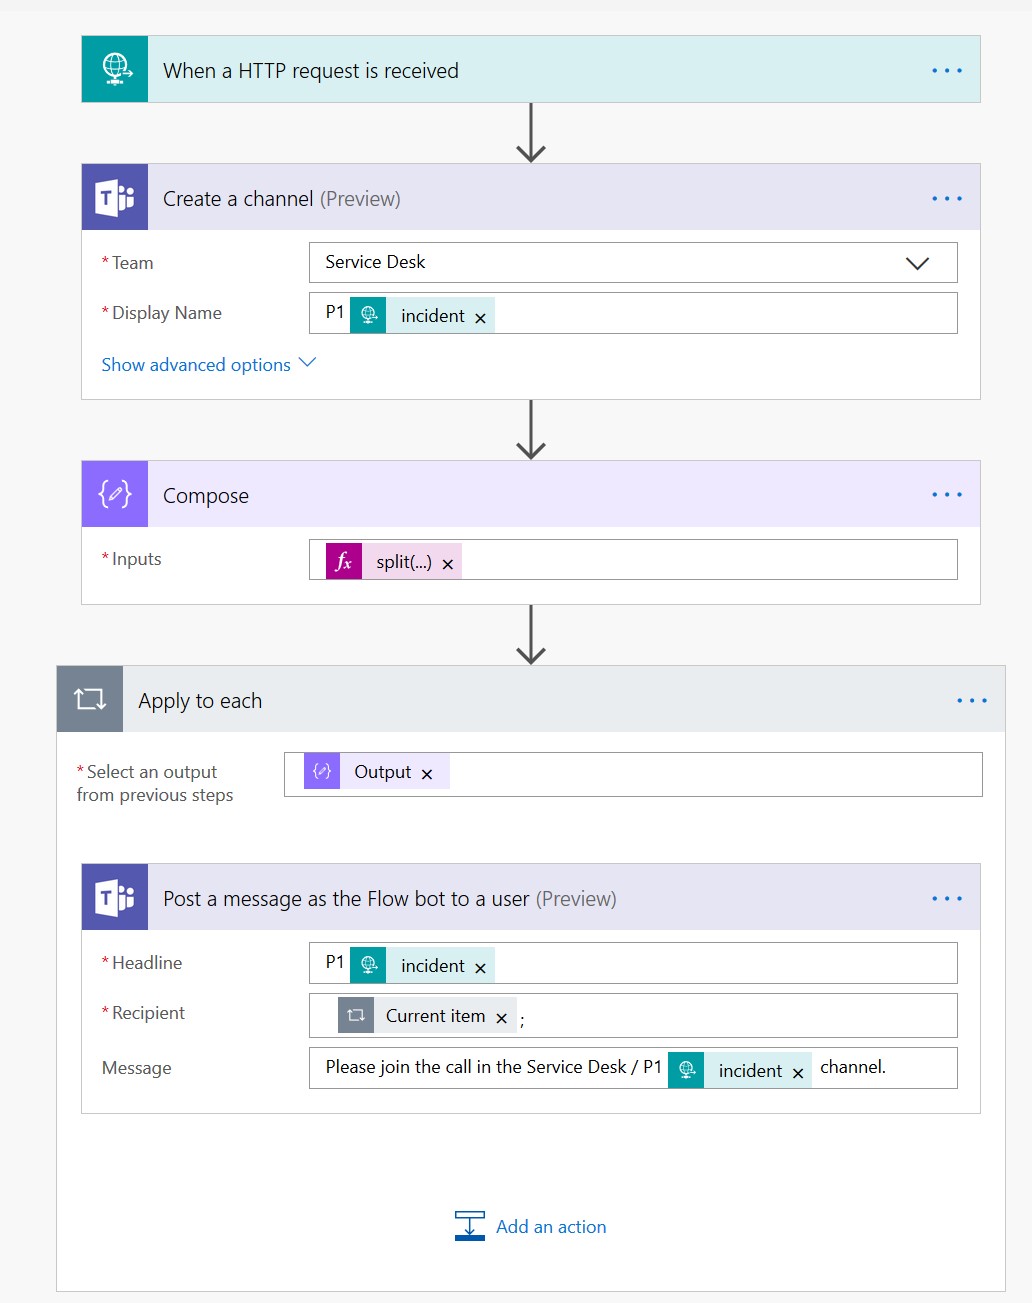 When a HTTP request is received
Create a channel (Preview)
* Team
Service Desk
* Display Name
P1 incident ×
Show advanced options
Compose
* Inputs
fx split(...) ×
Apply to each
* Select an output
from previous steps
Output ×
Post a message as the Flow bot to a user (Preview)
* Headline
P1 incident ×
* Recipient
Current item × ;
Message
Please join the call in the Service Desk / P1 incident × channel.
Add an action